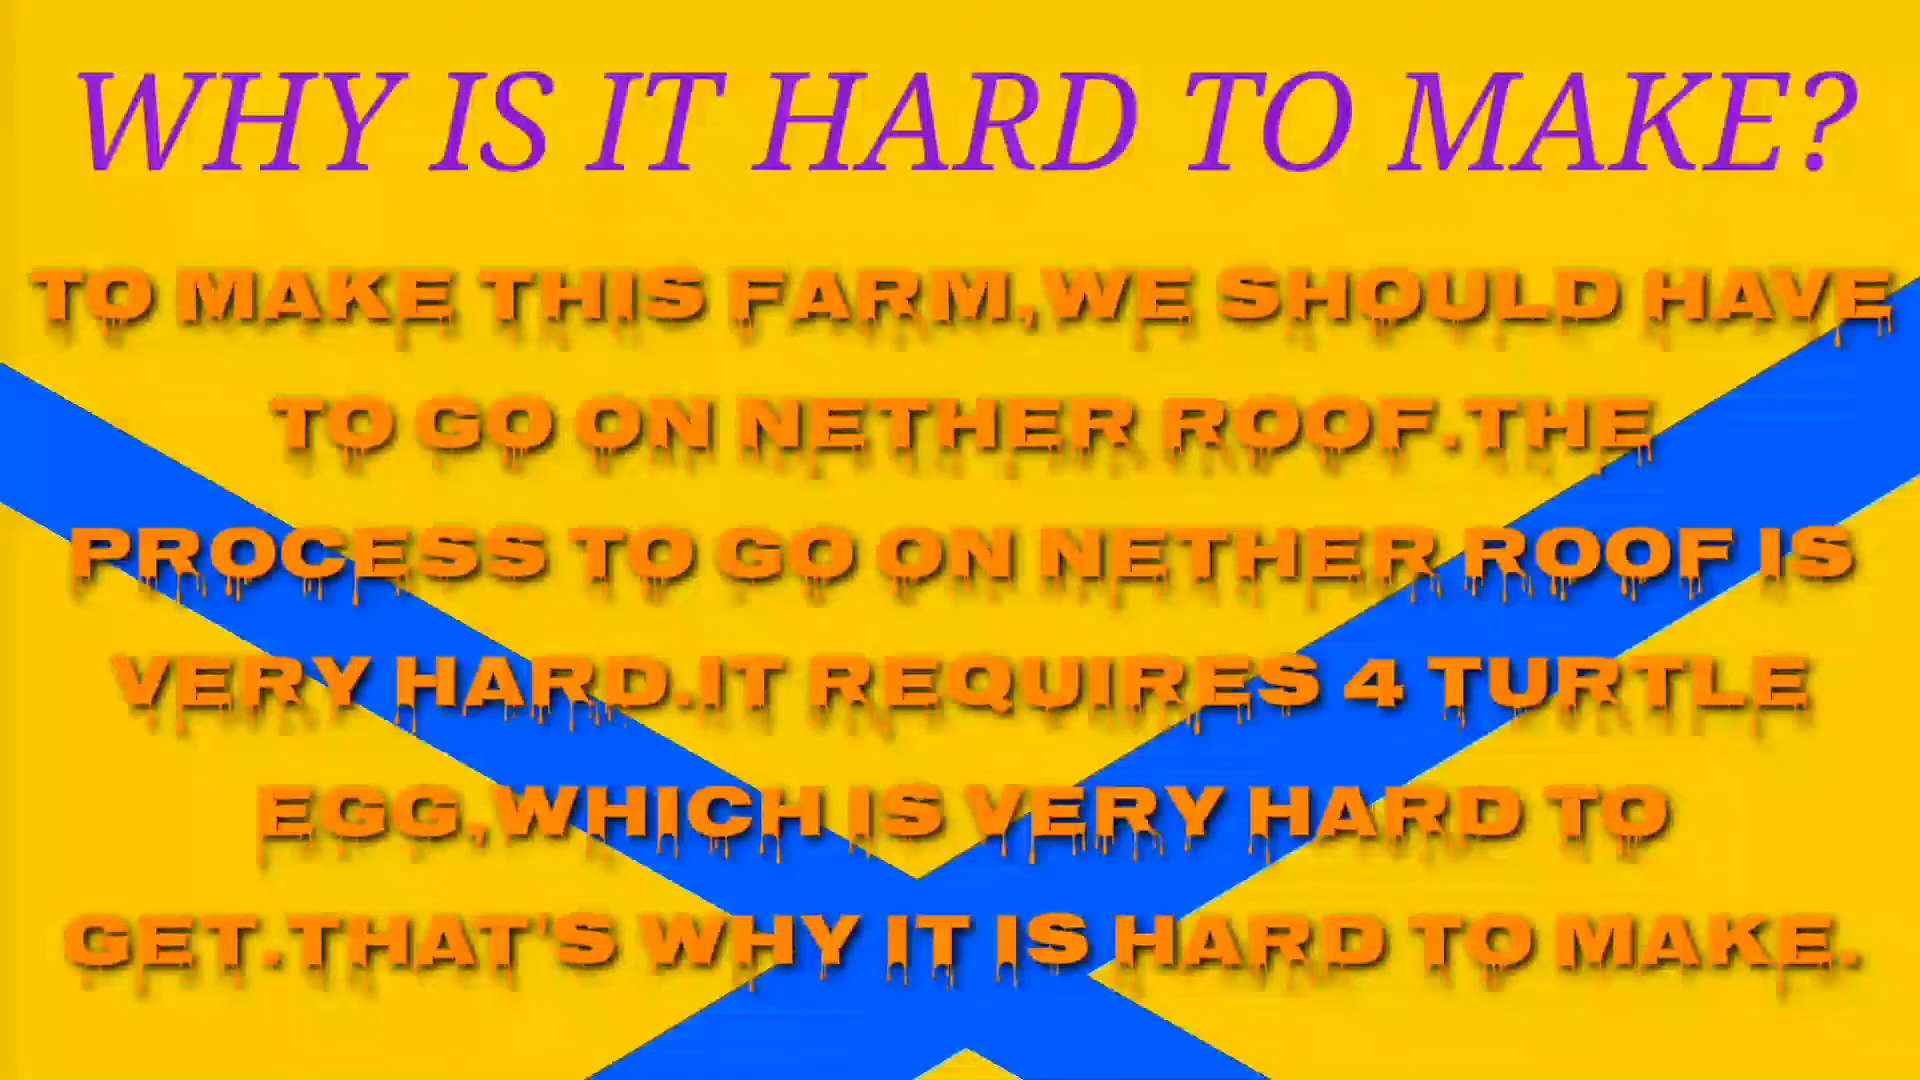 WHY IS IT HARD TO MAKE?
TO MAKE THIS FARM,WE SHOULD HAVE
TO GO ON NETHER ROOF.THE
PROCESS TO GO ON NETHER ROOF IS
VERY HARD.IT REQUIRES 4 TURTLE
EGG,WHICH IS VERY HARD TO
GET.THAT'S WHY IT IS HARD TO MAKE.